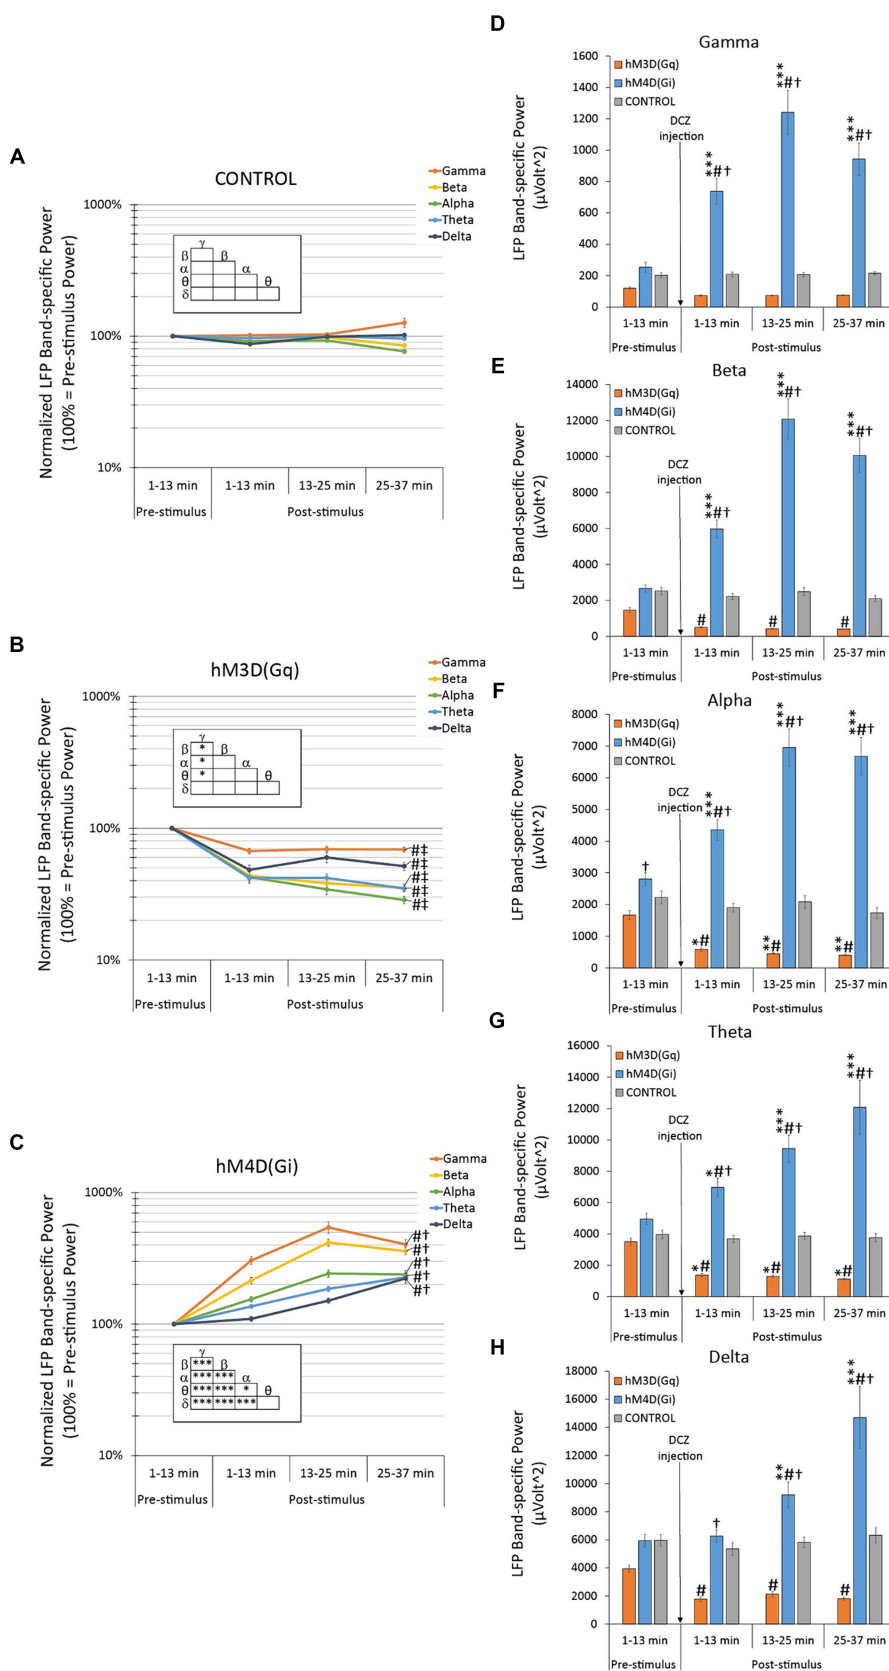 A
CONTROL
Normalized LFP Band-specific Power
(100% = Pre-stimulus Power)
1000%
100%
10%
Gamma
Beta
Alpha
Theta
Delta
γ
β β
α α
θ θ
δ
1-13 min 1-13 min 13-25 min 25-37 min
Pre-stimulus Post-stimulus
B
hM3D(Gq)
Normalized LFP Band-specific Power
(100% = Pre-stimulus Power)
1000%
100%
10%
Gamma
Beta
Alpha
Theta
Delta
γ
β * β
α * α
θ * θ
δ
#‡
#‡
#‡
#‡
#‡
1-13 min 1-13 min 13-25 min 25-37 min
Pre-stimulus Post-stimulus
C
hM4D(Gi)
Normalized LFP Band-specific Power
(100% = Pre-stimulus Power)
1000%
100%
10%
Gamma
Beta
Alpha
Theta
Delta
#†
#†
#†
#†
#†
γ
β *** β
α *** *** α
θ *** *** * θ
δ *** *** ***
1-13 min 1-13 min 13-25 min 25-37 min
Pre-stimulus Post-stimulus
D
Gamma
LFP Band-specific Power
(µVolt^2)
1600
1400
1200
1000
800
600
400
200
0
hM3D(Gq)
hM4D(Gi)
CONTROL
DCZ
injection
***#† ***#† ***#†
1-13 min 1-13 min 13-25 min 25-37 min
Pre-stimulus Post-stimulus
E
Beta
LFP Band-specific Power
(µVolt^2)
14000
12000
10000
8000
6000
4000
2000
0
hM3D(Gq)
hM4D(Gi)
CONTROL
DCZ
injection
***#† ***#† ***#†
# # #
1-13 min 1-13 min 13-25 min 25-37 min
Pre-stimulus Post-stimulus
F
Alpha
LFP Band-specific Power
(µVolt^2)
8000
7000
6000
5000
4000
3000
2000
1000
0
hM3D(Gq)
hM4D(Gi)
CONTROL
DCZ
injection
† ***#† ***#† ***#†
*# **# **#
1-13 min 1-13 min 13-25 min 25-37 min
Pre-stimulus Post-stimulus
G
Theta
LFP Band-specific Power
(µVolt^2)
16000
14000
12000
10000
8000
6000
4000
2000
0
hM3D(Gq)
hM4D(Gi)
CONTROL
DCZ
injection
*#† ***#† ***#†
*# *# *#
1-13 min 1-13 min 13-25 min 25-37 min
Pre-stimulus Post-stimulus
H
Delta
LFP Band-specific Power
(µVolt^2)
18000
16000
14000
12000
10000
8000
6000
4000
2000
0
hM3D(Gq)
hM4D(Gi)
CONTROL
DCZ
injection
† **#† ***#†
# # #
1-13 min 1-13 min 13-25 min 25-37 min
Pre-stimulus Post-stimulus